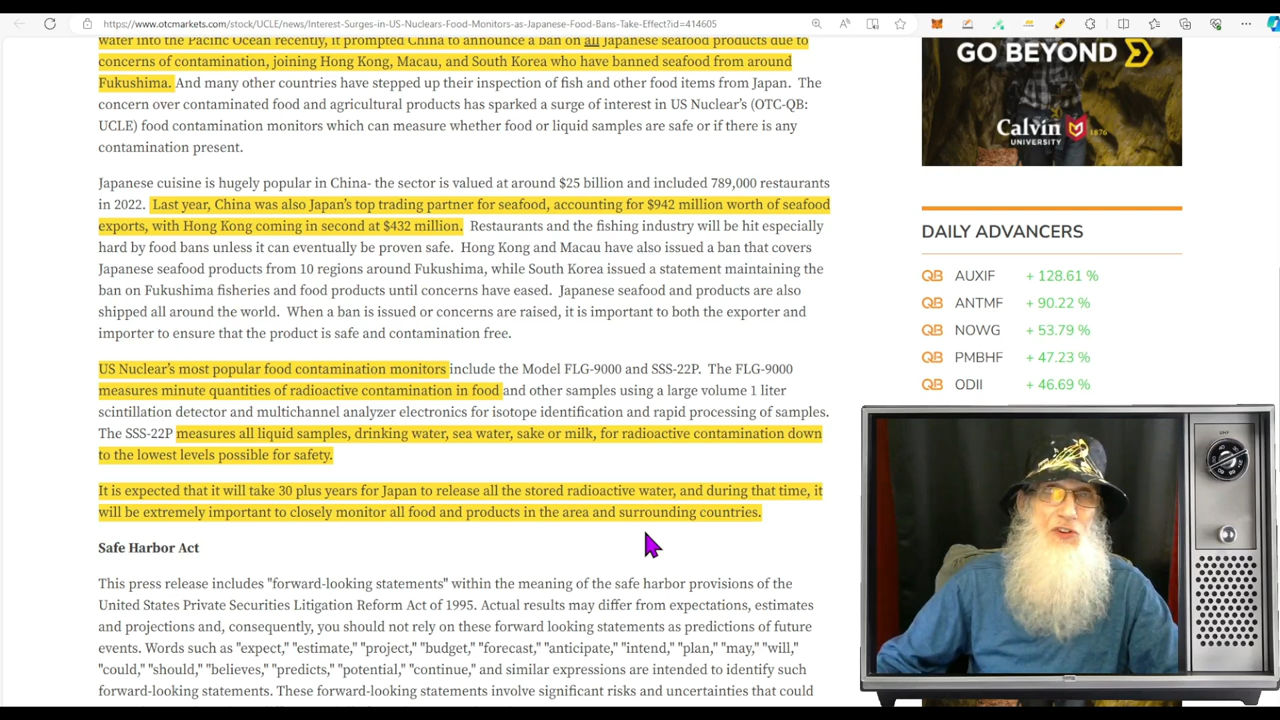 https://www.otcmarkets.com/stock/UCLE/news/Interest-Surges-in-US-Nuclears-Food-Monitors-as-Japanese-Food-Bans-Take-Effect?id=414605
water into the Pacific Ocean recently, it prompted China to announce a ban on all Japanese seafood products due to
concerns of contamination, joining Hong Kong, Macau, and South Korea who have banned seafood from around
Fukushima. And many other countries have stepped up their inspection of fish and other food items from Japan. The
concern over contaminated food and agricultural products has sparked a surge of interest in US Nuclear's (OTC-QB:
UCLE) food contamination monitors which can measure whether food or liquid samples are safe or if there is any
contamination present.
Japanese cuisine is hugely popular in China- the sector is valued at around $25 billion and included 789,000 restaurants
in 2022. Last year, China was also Japan's top trading partner for seafood, accounting for $942 million worth of seafood
exports, with Hong Kong coming in second at $432 million. Restaurants and the fishing industry will be hit especially
hard by food bans unless it can eventually be proven safe. Hong Kong and Macau have also issued a ban that covers
Japanese seafood products from 10 regions around Fukushima, while South Korea issued a statement maintaining the
ban on Fukushima fisheries and food products until concerns have eased. Japanese seafood and products are also
shipped all around the world. When a ban is issued or concerns are raised, it is important to both the exporter and
importer to ensure that the product is safe and contamination free.
US Nuclear's most popular food contamination monitors include the Model FLG-9000 and SSS-22P. The FLG-9000
measures minute quantities of radioactive contamination in food and other samples using a large volume 1 liter
scintillation detector and multichannel analyzer electronics for isotope identification and rapid processing of samples.
The SSS-22P measures all liquid samples, drinking water, sea water, sake or milk, for radioactive contamination down
to the lowest levels possible for safety.
It is expected that it will take 30 plus years for Japan to release all the stored radioactive water, and during that time, it
will be extremely important to closely monitor all food and products in the area and surrounding countries.
Safe Harbor Act
This press release includes "forward-looking statements" within the meaning of the safe harbor provisions of the
United States Private Securities Litigation Reform Act of 1995. Actual results may differ from expectations, estimates
and projections and, consequently, you should not rely on these forward looking statements as predictions of future
events. Words such as "expect," "estimate," "project," "budget," "forecast," "anticipate," "intend," "plan," "may," "will,"
"could," "should," "believes," "predicts," "potential," "continue," and similar expressions are intended to identify such
forward-looking statements. These forward-looking statements involve significant risks and uncertainties that could
GO BEYOND
Calvin
UNIVERSITY
1876
DAILY ADVANCERS
QB AUXIF + 128.61 %
QB ANTMF + 90.22 %
QB NOWG + 53.79 %
QB PMBHF + 47.23 %
QB ODII + 46.69 %
UHF